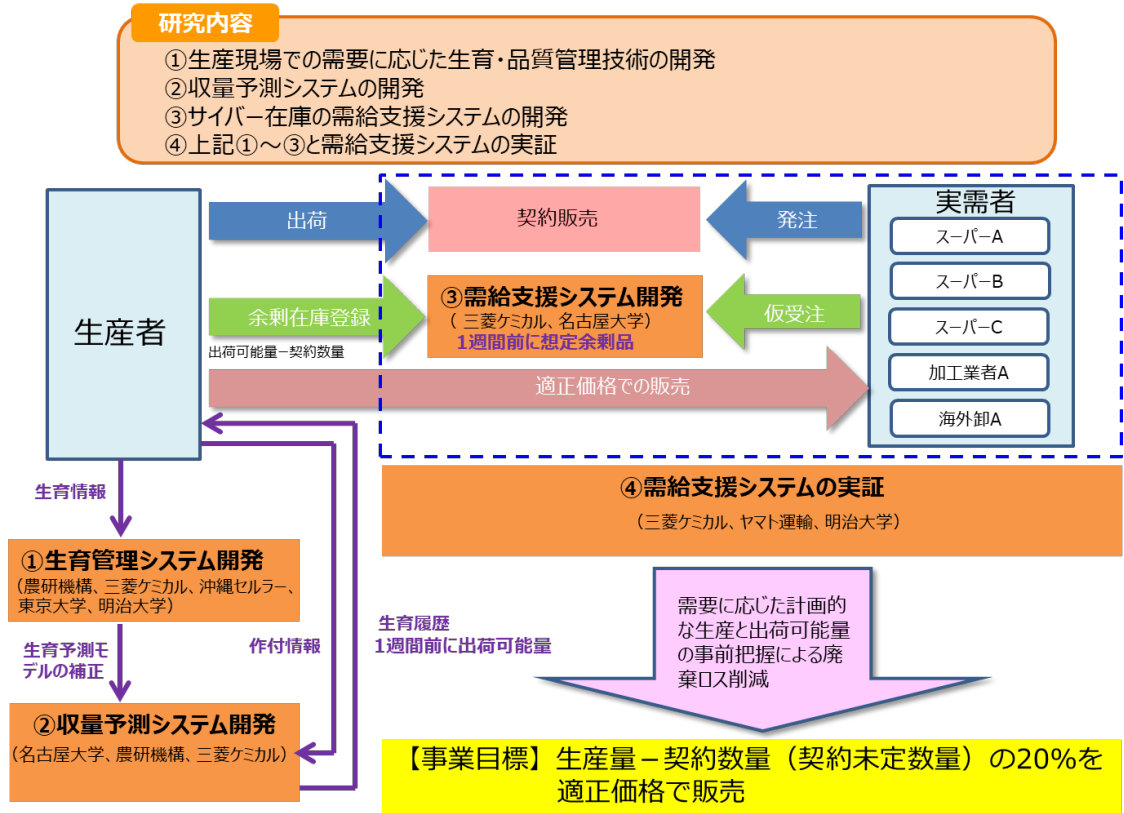 研究内容
①生産現場での需要に応じた生育・品質管理技術の開発
②収量予測システムの開発
③サイバー在庫の需給支援システムの開発
④上記①～③と需給支援システムの実証
生産者
出荷
契約販売
発注
実需者
スーパーA
スーパーB
スーパーC
加工業者A
海外卸A
余剰在庫登録
出荷可能量－契約数量
③需給支援システム開発
（ 三菱ケミカル、名古屋大学）
1週間前に想定余剰品
仮受注
適正価格での販売
④需給支援システムの実証
（三菱ケミカル、ヤマト運輸、明治大学）
生育情報
①生育管理システム開発
（農研機構、三菱ケミカル、沖縄セルラー、
東京大学、明治大学）
生育予測モ
デルの補正
作付情報
生育履歴
1週間前に出荷可能量
②収量予測システム開発
（名古屋大学、農研機構、三菱ケミカル）
需要に応じた計画的
な生産と出荷可能量
の事前把握による廃
棄ロス削減
【事業目標】生産量－契約数量（契約未定数量）の20%を
適正価格で販売